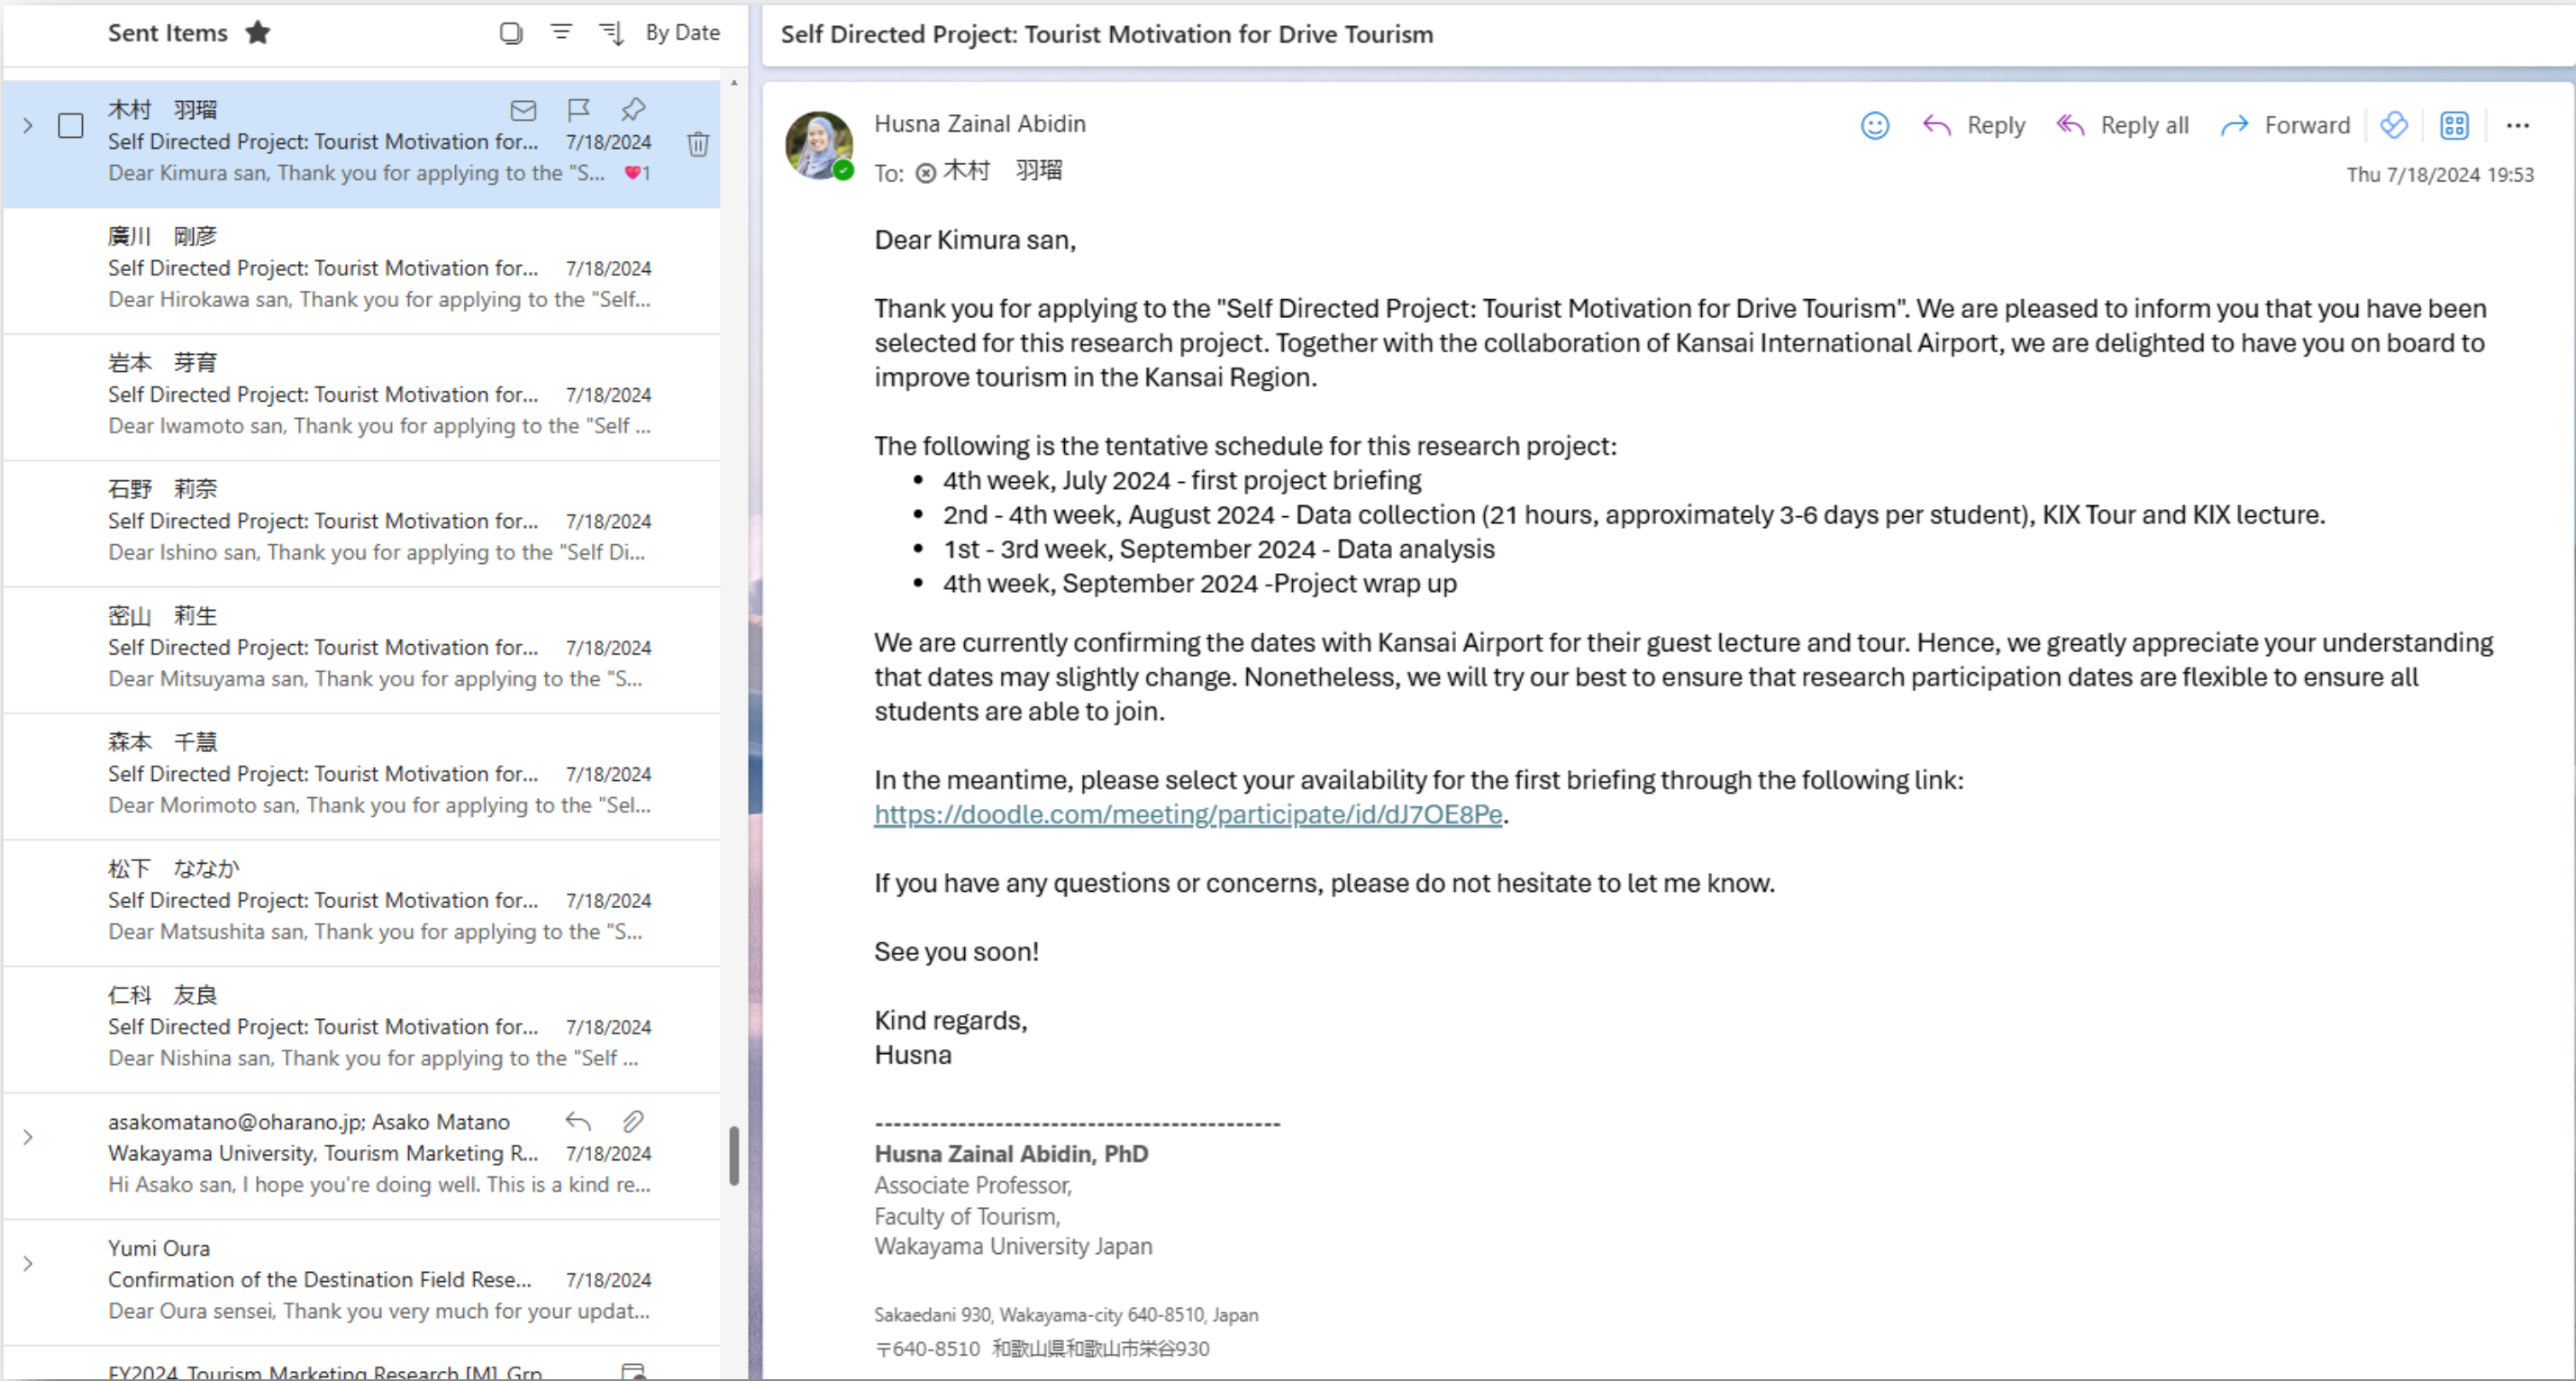 Sent Items
By Date
木村　羽瑠
Self Directed Project: Tourist Motivation for... 7/18/2024
Dear Kimura san, Thank you for applying to the "S... 1
廣川　剛彦
Self Directed Project: Tourist Motivation for... 7/18/2024
Dear Hirokawa san, Thank you for applying to the "Self...
岩本　芽育
Self Directed Project: Tourist Motivation for... 7/18/2024
Dear Iwamoto san, Thank you for applying to the "Self ...
石野　莉奈
Self Directed Project: Tourist Motivation for... 7/18/2024
Dear Ishino san, Thank you for applying to the "Self Di...
密山　莉生
Self Directed Project: Tourist Motivation for... 7/18/2024
Dear Mitsuyama san, Thank you for applying to the "S...
森本　千慧
Self Directed Project: Tourist Motivation for... 7/18/2024
Dear Morimoto san, Thank you for applying to the "Sel...
松下　ななか
Self Directed Project: Tourist Motivation for... 7/18/2024
Dear Matsushita san, Thank you for applying to the "S...
仁科　友良
Self Directed Project: Tourist Motivation for... 7/18/2024
Dear Nishina san, Thank you for applying to the "Self ...
asakomatano@oharano.jp; Asako Matano
Wakayama University, Tourism Marketing R... 7/18/2024
Hi Asako san, I hope you're doing well. This is a kind re...
Yumi Oura
Confirmation of the Destination Field Rese... 7/18/2024
Dear Oura sensei, Thank you very much for your updat...
FY2024 Tourism Marketing Research [M] Grp
Self Directed Project: Tourist Motivation for Drive Tourism
Husna Zainal Abidin
Reply
Reply all
Forward
To: 木村　羽瑠
Thu 7/18/2024 19:53
Dear Kimura san,
Thank you for applying to the "Self Directed Project: Tourist Motivation for Drive Tourism". We are pleased to inform you that you have been
selected for this research project. Together with the collaboration of Kansai International Airport, we are delighted to have you on board to
improve tourism in the Kansai Region.
The following is the tentative schedule for this research project:
• 4th week, July 2024 - first project briefing
• 2nd - 4th week, August 2024 - Data collection (21 hours, approximately 3-6 days per student), KIX Tour and KIX lecture.
• 1st - 3rd week, September 2024 - Data analysis
• 4th week, September 2024 -Project wrap up
We are currently confirming the dates with Kansai Airport for their guest lecture and tour. Hence, we greatly appreciate your understanding
that dates may slightly change. Nonetheless, we will try our best to ensure that research participation dates are flexible to ensure all
students are able to join.
In the meantime, please select your availability for the first briefing through the following link:
https://doodle.com/meeting/participate/id/dJ7OE8Pe.
If you have any questions or concerns, please do not hesitate to let me know.
See you soon!
Kind regards,
Husna
--------------------------------------------
Husna Zainal Abidin, PhD
Associate Professor,
Faculty of Tourism,
Wakayama University Japan
Sakaedani 930, Wakayama-city 640-8510, Japan
〒640-8510 和歌山県和歌山市栄谷930